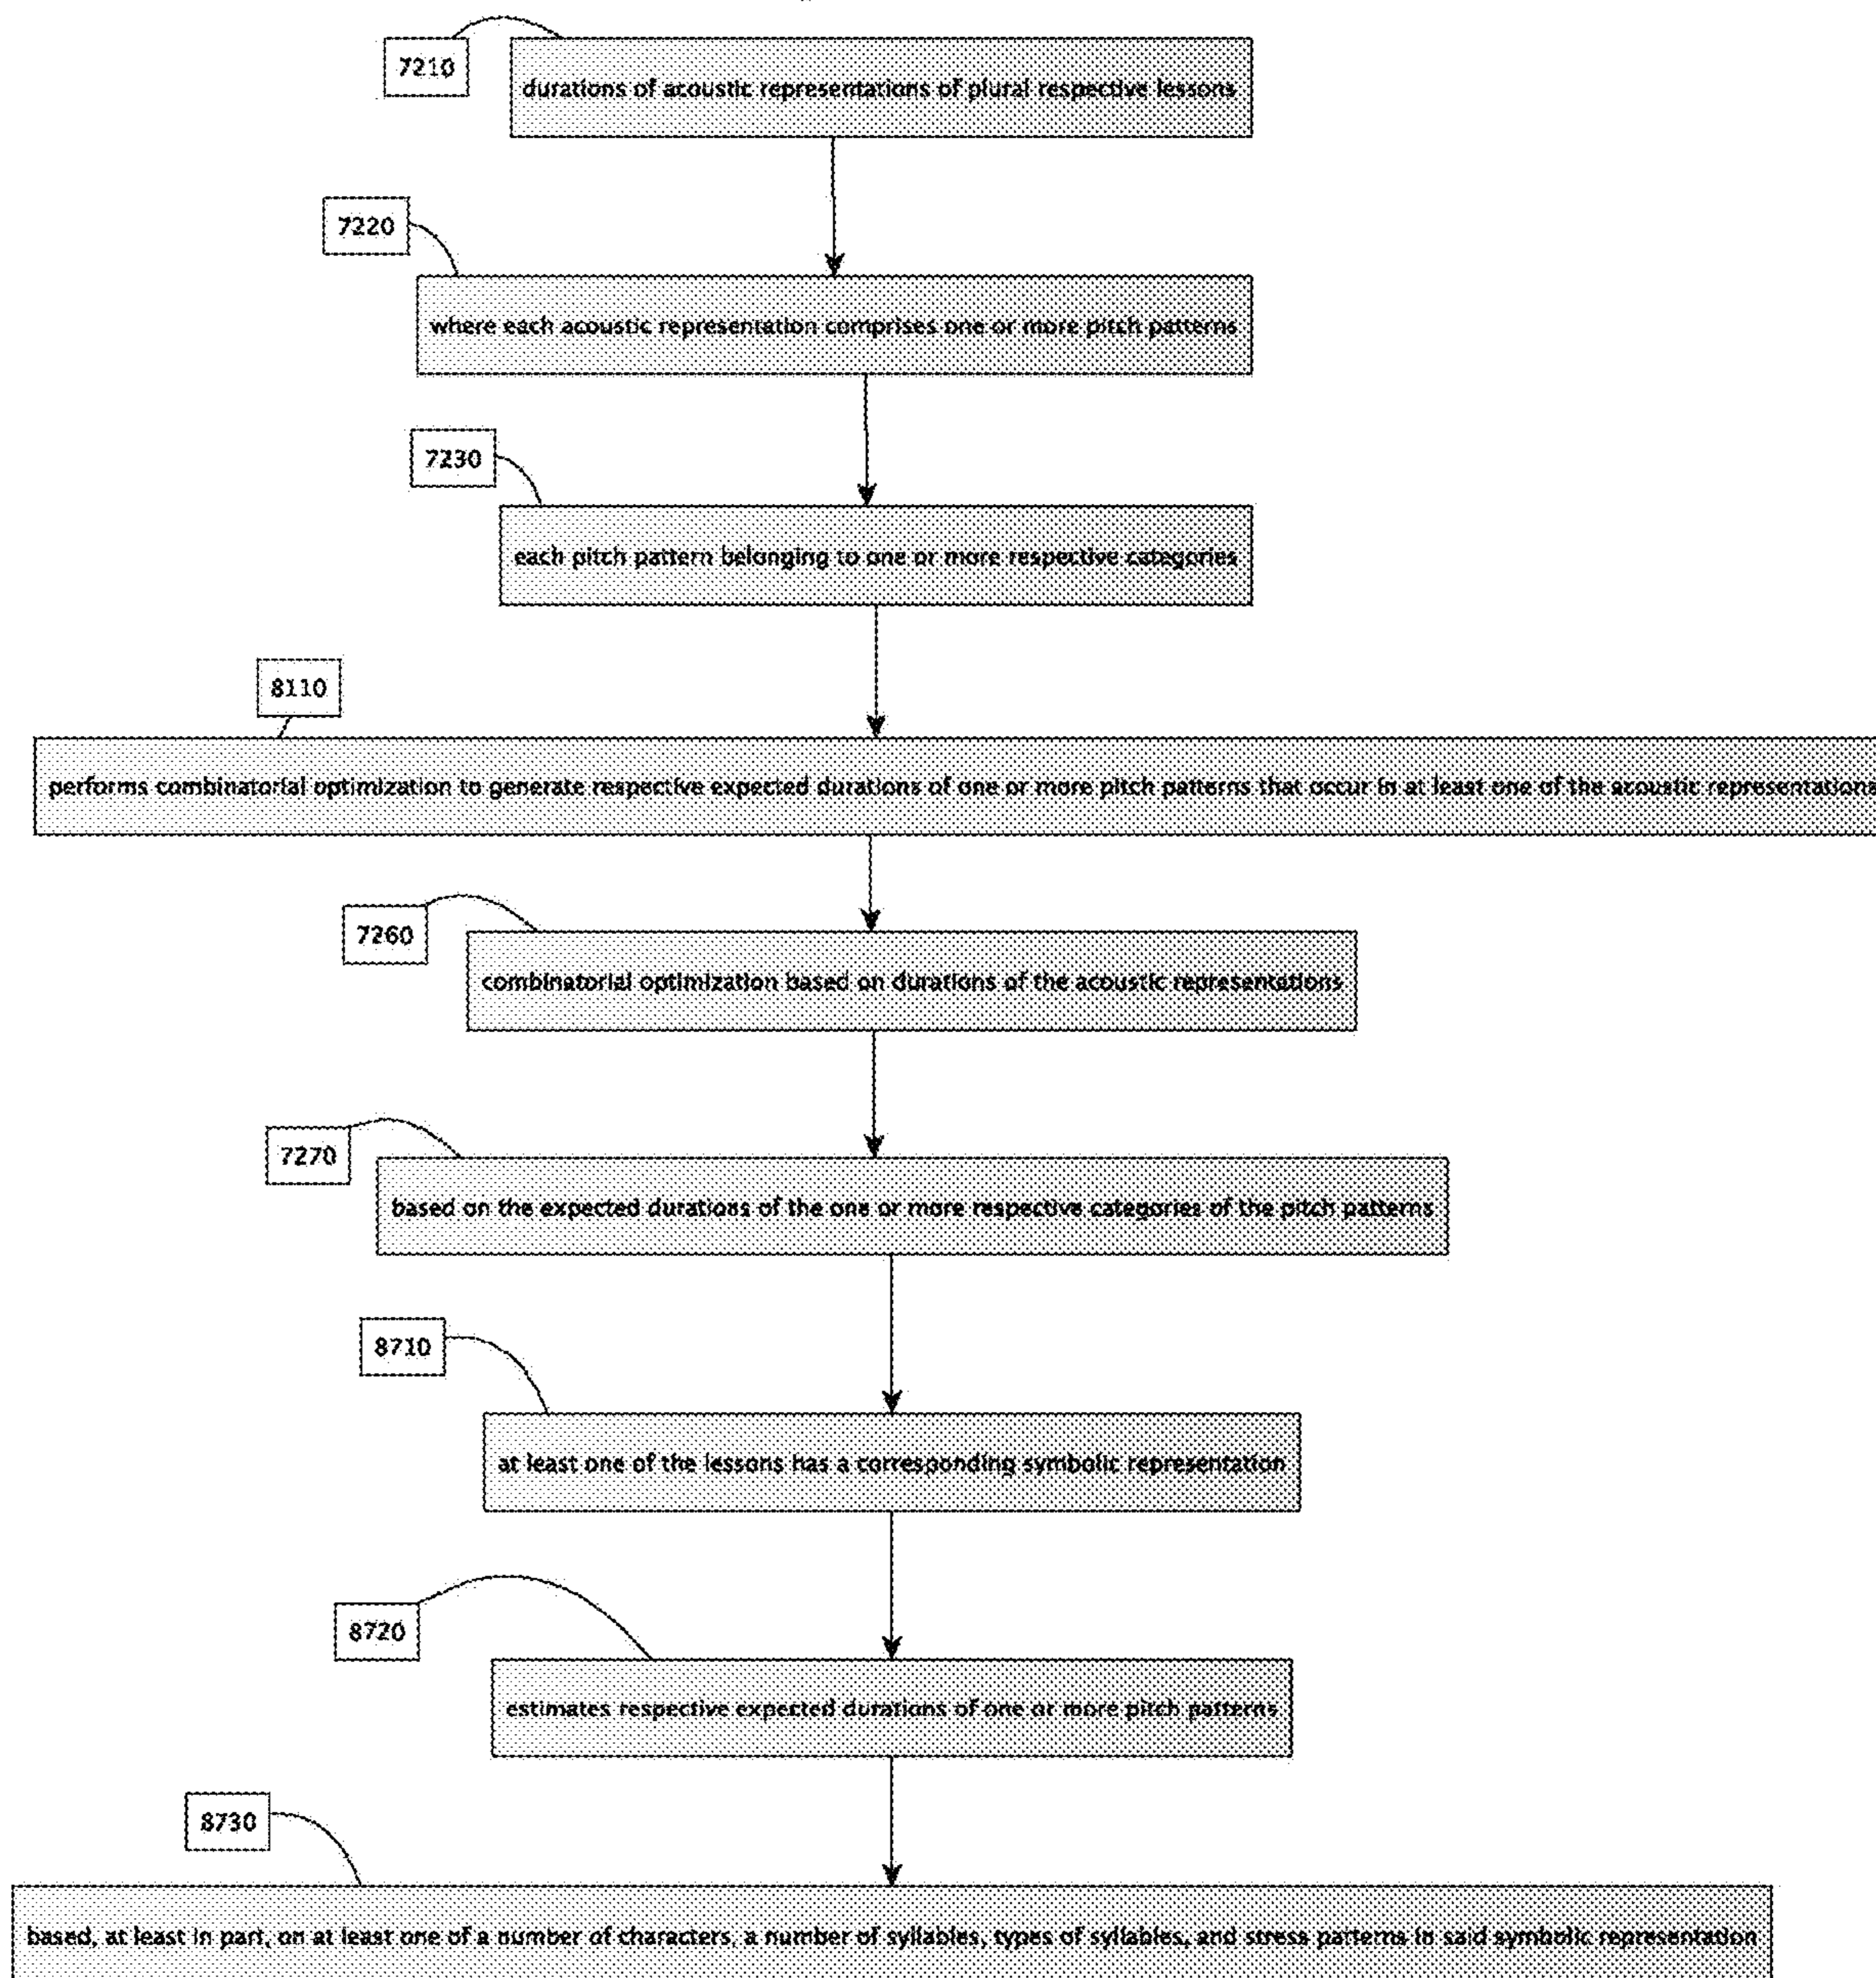 7210
durations of acoustic representations of plural respective lessons
7220
where each acoustic representation comprises one or more pitch patterns
7230
each pitch pattern belonging to one or more respective categories
8110
performs combinatorial optimization to generate respective expected durations of one or more pitch patterns that occur in at least one of the acoustic representations
7260
combinatorial optimization based on durations of the acoustic representations
7270
based on the expected durations of the one or more respective categories of the pitch patterns
8710
at least one of the lessons has a corresponding symbolic representation
8720
estimates respective expected durations of one or more pitch patterns
8730
based, at least in part, on at least one of a number of characters, a number of syllables, types of syllables, and stress patterns in said symbolic representation